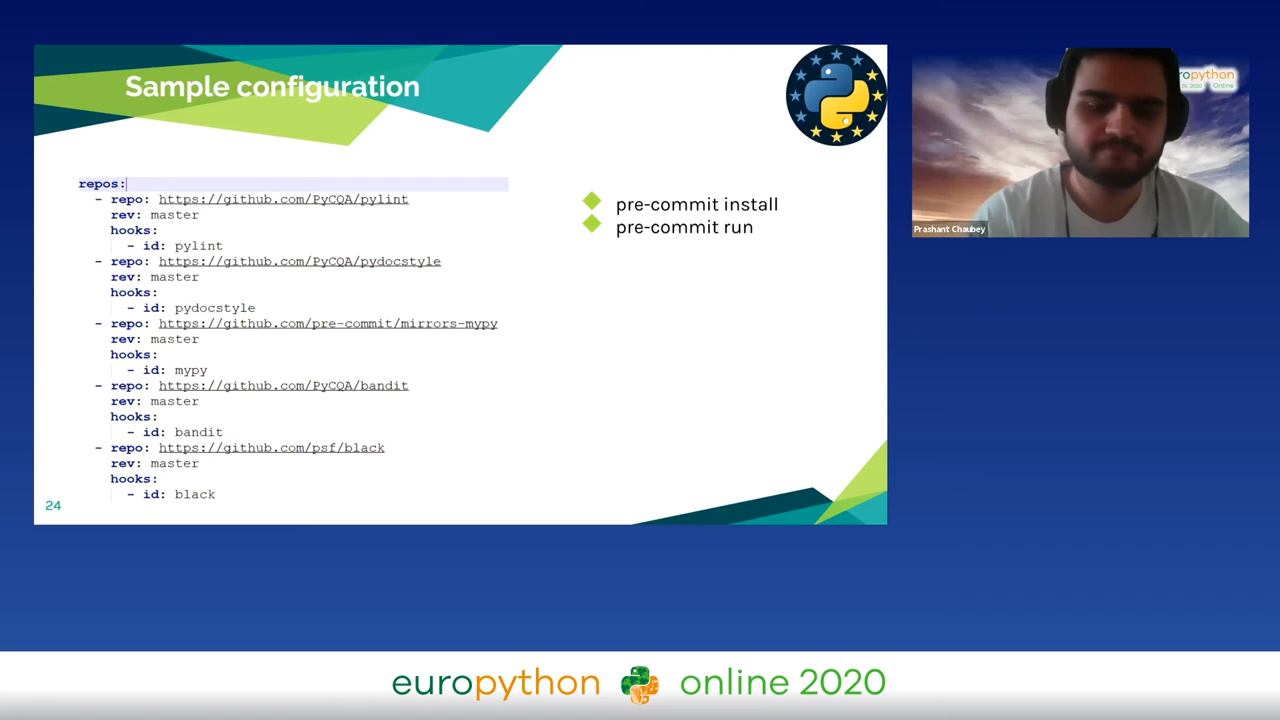 Sample configuration
repos:
- repo: https://github.com/PyCQA/pylint
rev: master
hooks:
- id: pylint
- repo: https://github.com/PyCQA/pydocstyle
rev: master
hooks:
- id: pydocstyle
- repo: https://github.com/pre-commit/mirrors-mypy
rev: master
hooks:
- id: mypy
- repo: https://github.com/PyCQA/bandit
rev: master
hooks:
- id: bandit
- repo: https://github.com/psf/black
rev: master
hooks:
- id: black
24
pre-commit install
pre-commit run
opython
2020 Online
Prashant Chaubey
europython online 2020